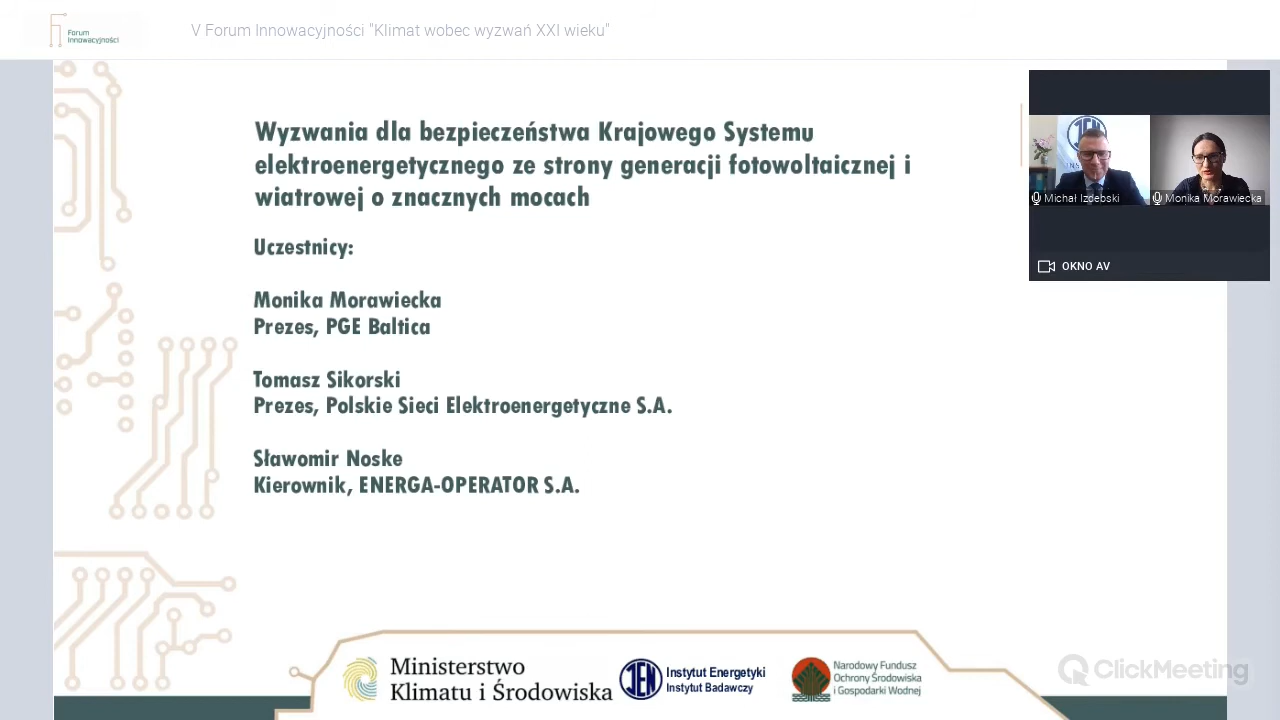 Forum
Innowacyjności
V Forum Innowacyjności "Klimat wobec wyzwań XXI wieku"
Wyzwania dla bezpieczeństwa Krajowego Systemu
elektroenergetycznego ze strony generacji fotowoltaicznej i
wiatrowej o znacznych mocach
Uczestnicy:
Monika Morawiecka
Prezes, PGE Baltica
Tomasz Sikorski
Prezes, Polskie Sieci Elektroenergetyczne S.A.
Sławomir Noske
Kierownik, ENERGA-OPERATOR S.A.
Michał Izdebski
Monika Morawiecka
OKNO AV
Ministerstwo
Klimatu i Środowiska
IEN
Instytut Energetyki
Instytut Badawczy
Narodowy Fundusz
Ochrony Środowiska
i Gospodarki Wodnej
ClickMeeting